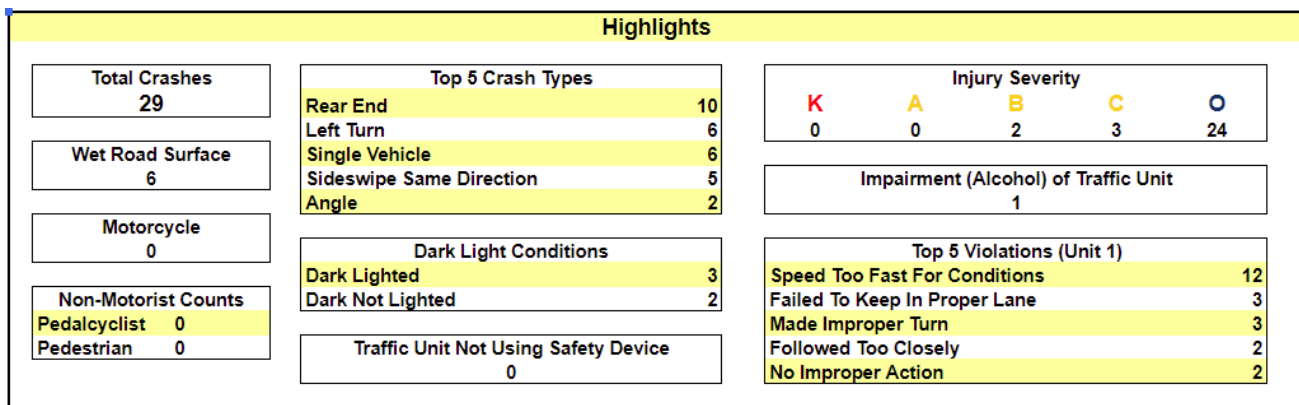 Highlights
Total Crashes
29
Wet Road Surface
6
Motorcycle
0
Non-Motorist Counts
Pedalcyclist 0
Pedestrian 0
Top 5 Crash Types
Rear End 10
Left Turn 6
Single Vehicle 6
Sideswipe Same Direction 5
Angle 2
Dark Light Conditions
Dark Lighted 3
Dark Not Lighted 2
Traffic Unit Not Using Safety Device
0
Injury Severity
K A B C O
0 0 2 3 24
Impairment (Alcohol) of Traffic Unit
1
Top 5 Violations (Unit 1)
Speed Too Fast For Conditions 12
Failed To Keep In Proper Lane 3
Made Improper Turn 3
Followed Too Closely 2
No Improper Action 2